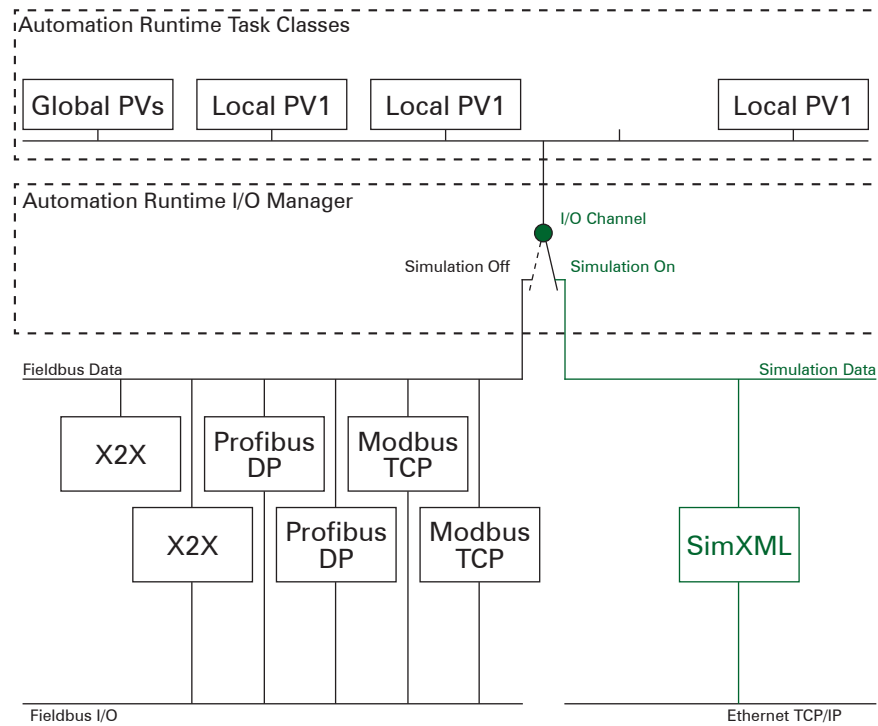 Automation Runtime Task Classes
Global PVs
Local PV1
Local PV1
Local PV1
Automation Runtime I/O Manager
I/O Channel
Simulation Off
Simulation On
Fieldbus Data
Simulation Data
X2X
Profibus
DP
Modbus
TCP
X2X
Profibus
DP
Modbus
TCP
SimXML
Fieldbus I/O
Ethernet TCP/IP